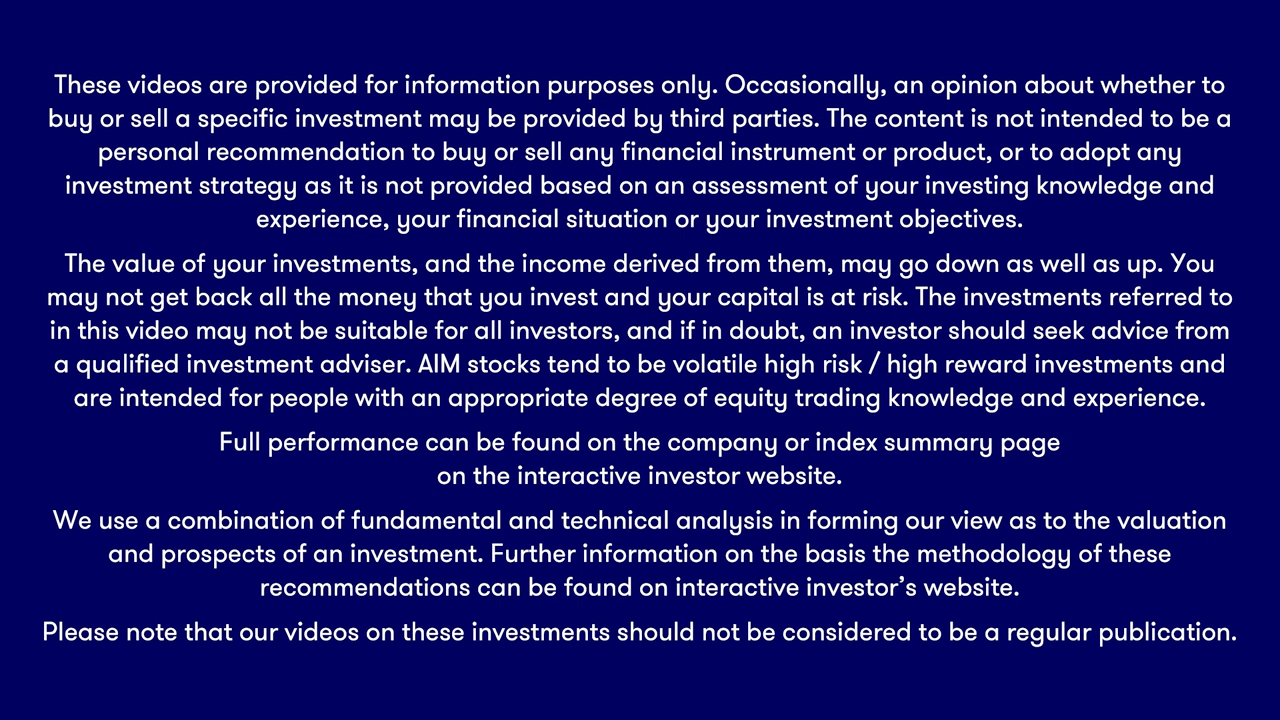 These videos are provided for information purposes only. Occasionally, an opinion about whether to
buy or sell a specific investment may be provided by third parties. The content is not intended to be a
personal recommendation to buy or sell any financial instrument or product, or to adopt any
investment strategy as it is not provided based on an assessment of your investing knowledge and
experience, your financial situation or your investment objectives.
The value of your investments, and the income derived from them, may go down as well as up. You
may not get back all the money that you invest and your capital is at risk. The investments referred to
in this video may not be suitable for all investors, and if in doubt, an investor should seek advice from
a qualified investment adviser. AIM stocks tend to be volatile high risk / high reward investments and
are intended for people with an appropriate degree of equity trading knowledge and experience.
Full performance can be found on the company or index summary page
on the interactive investor website.
We use a combination of fundamental and technical analysis in forming our view as to the valuation
and prospects of an investment. Further information on the basis the methodology of these
recommendations can be found on interactive investor’s website.
Please note that our videos on these investments should not be considered to be a regular publication.